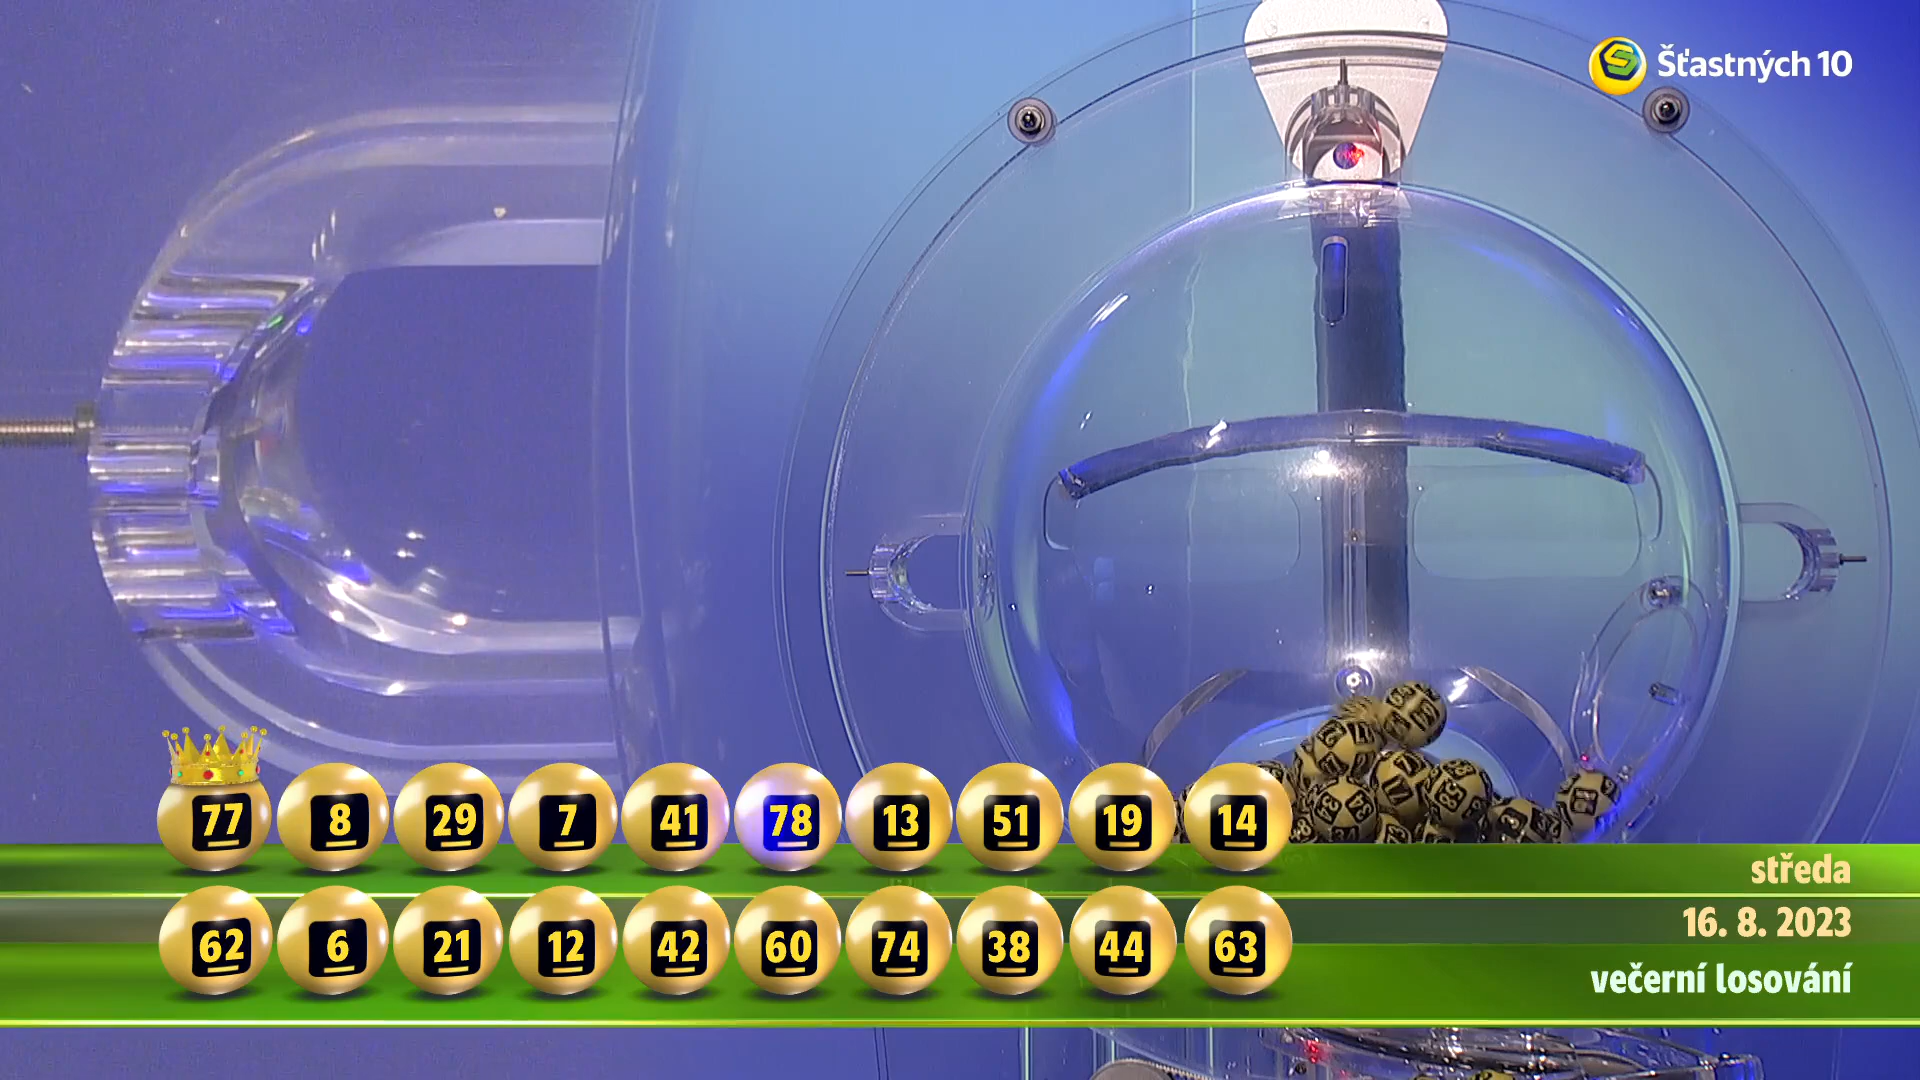 Šťastných 10
77 8 29 7 41 78 13 51 19 14
středa
62 6 21 12 42 60 74 38 44 63
16. 8. 2023
večerní losování